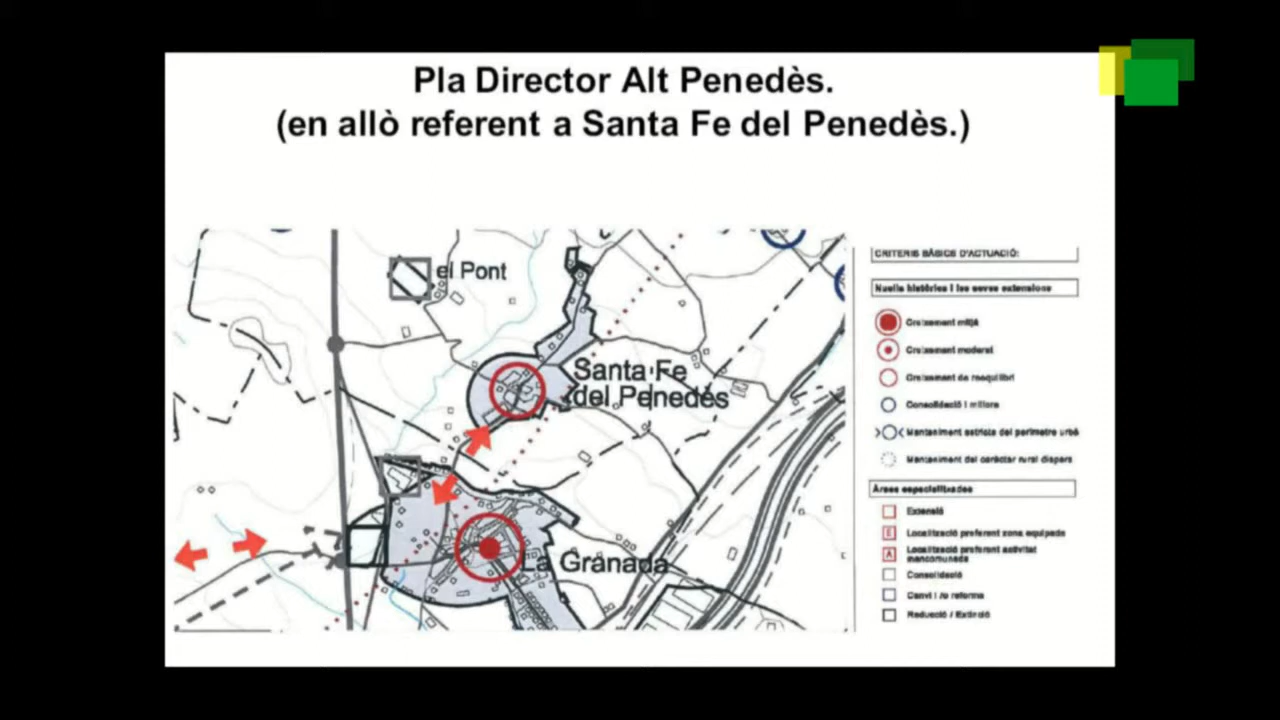 Pla Director Alt Penedès.
(en allò referent a Santa Fe del Penedès.)
el Pont
Santa Fe
del Penedès
La Granada
CRITERIS BÀSICS D'ACTUACIÓ:
Nuclis històrics i les seves extensions
Creixement mitjà
Creixement moderat
Creixement de reequilibri
Consolidació i millora
Manteniment estricte del perímetre urbà
Manteniment del caràcter rural dispers
Àrees especialitzades
Extensió
E Localització preferent zona equipada
A Localització preferent activitat
mancomunada
Consolidació
Canvi i /o reforma
Reducció / Extinció